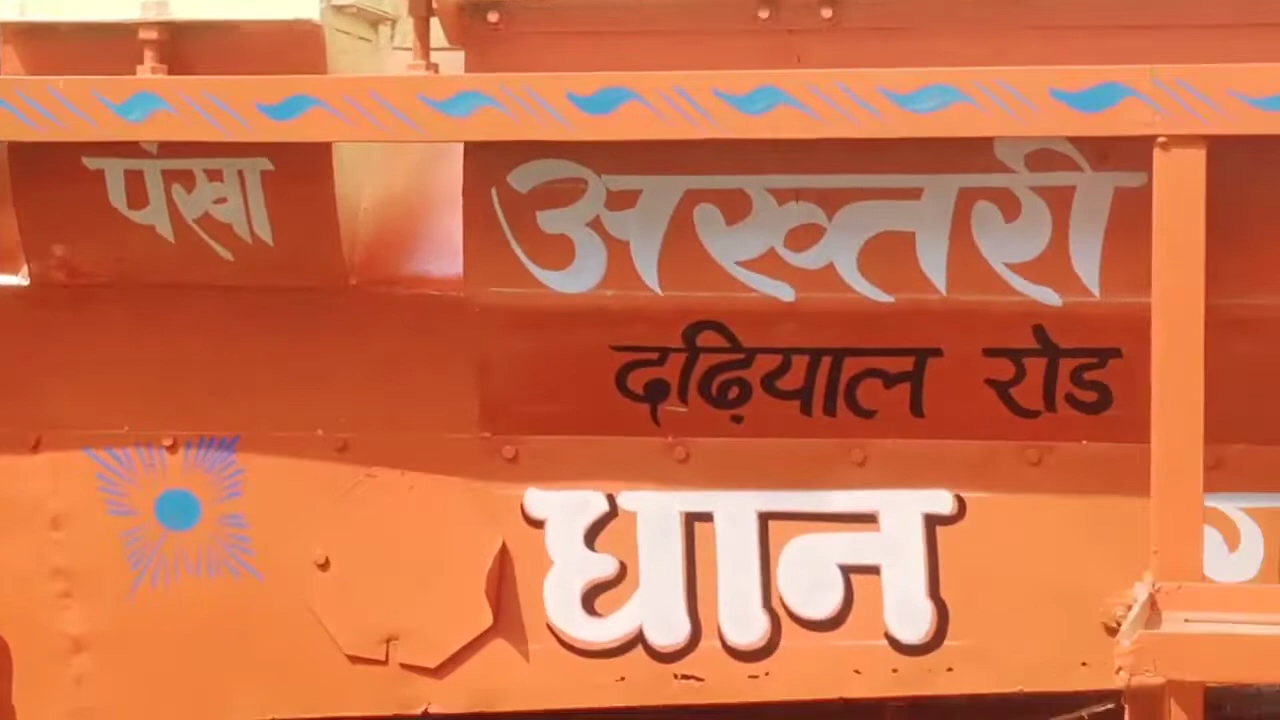 पंखा अख्तरी
दढ़ियाल रोड
धान